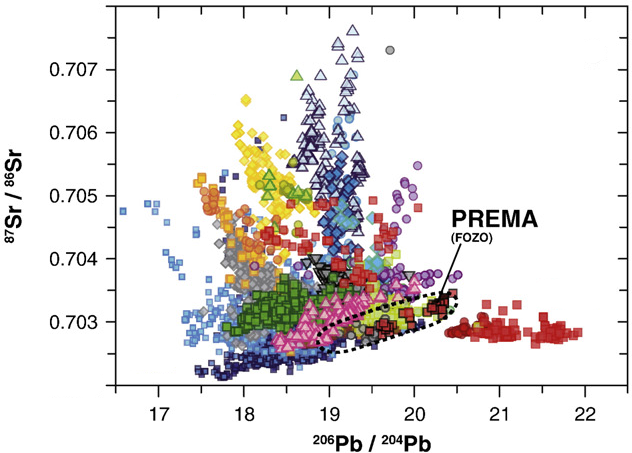 0.707
0.706
0.705
0.704
0.703
⁸⁷Sr / ⁸⁶Sr
PREMA
(FOZO)
17 18 19 20 21 22
²⁰⁶Pb / ²⁰⁴Pb